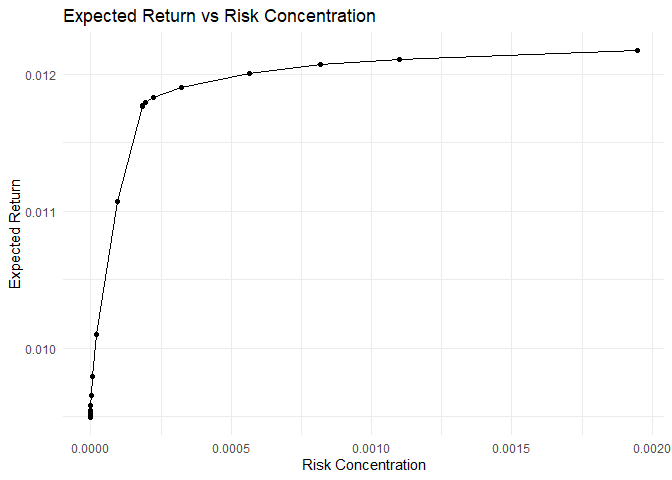 Expected Return vs Risk Concentration
Expected Return
0.012
0.011
0.010
0.0000 0.0005 0.0010 0.0015 0.0020
Risk Concentration